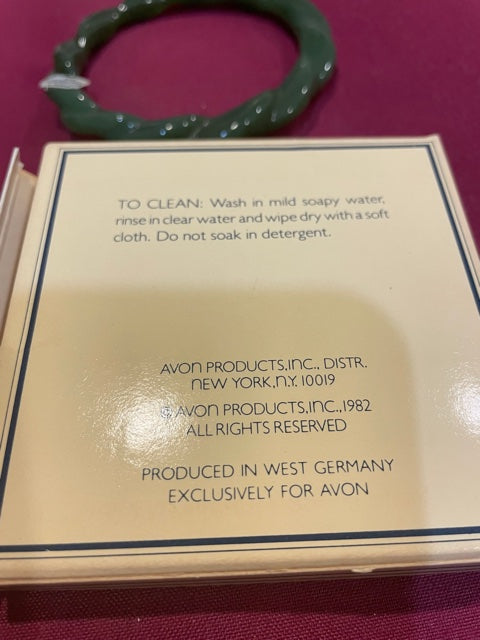 TO CLEAN: Wash in mild soapy water,
rinse in clear water and wipe dry with a soft
cloth. Do not soak in detergent.
AVON PRODUCTS, INC., DISTR.
NEW YORK, N.Y. 10019
© AVON PRODUCTS, INC., 1982
ALL RIGHTS RESERVED
PRODUCED IN WEST GERMANY
EXCLUSIVELY FOR AVON